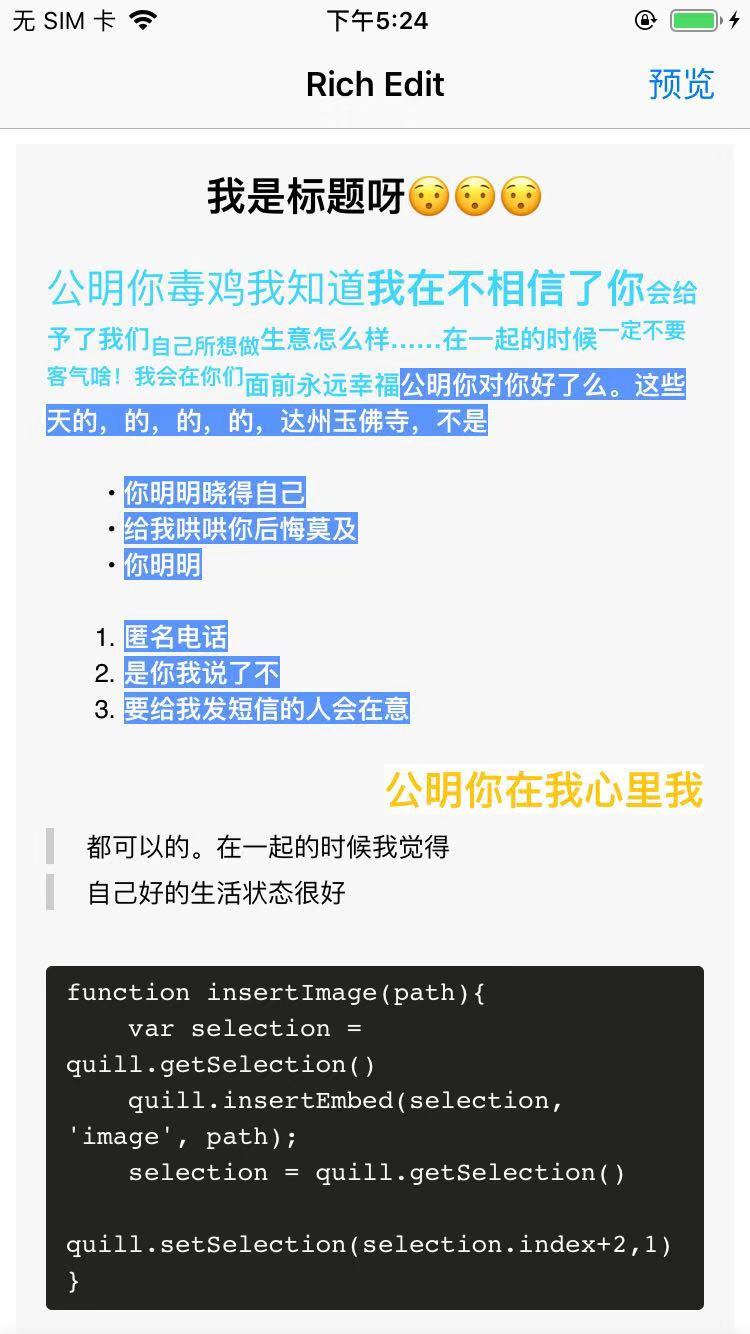 无 SIM 卡 下午5:24
Rich Edit 预览
我是标题呀😯😯😯
公明你毒鸡我知道我在不相信了你会给
予了我们自己所想做生意怎么样……在一起的时候一定不要
客气啥！我会在你们面前永远幸福公明你对你好了么。这些
天的，的，的，的，达州玉佛寺，不是
• 你明明晓得自己
• 给我哄哄你后悔莫及
• 你明明
1. 匿名电话
2. 是你我说了不
3. 要给我发短信的人会在意
公明你在我心里我
都可以的。在一起的时候我觉得
自己好的生活状态很好
function insertImage(path){
    var selection =
quill.getSelection()
    quill.insertEmbed(selection,
'image', path);
    selection = quill.getSelection()
quill.setSelection(selection.index+2,1)
}